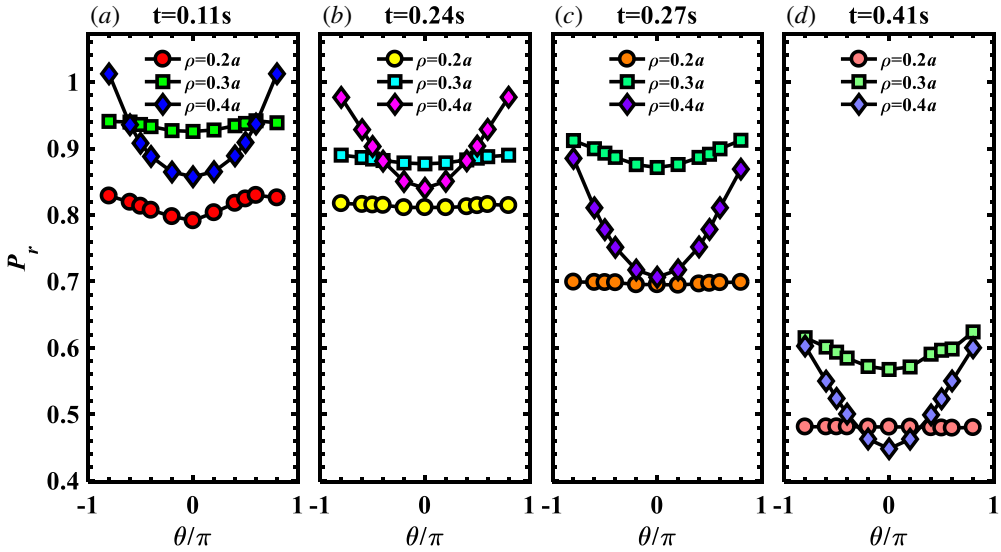 (a) t=0.11s (b) t=0.24s (c) t=0.27s (d) t=0.41s
ρ=0.2a ρ=0.2a ρ=0.2a ρ=0.2a
ρ=0.3a ρ=0.3a ρ=0.3a ρ=0.3a
ρ=0.4a ρ=0.4a ρ=0.4a ρ=0.4a
1
0.9
0.8
P_r
0.7
0.6
0.5
0.4
-1 0 1 -1 0 1 -1 0 1 -1 0 1
θ/π θ/π θ/π θ/π